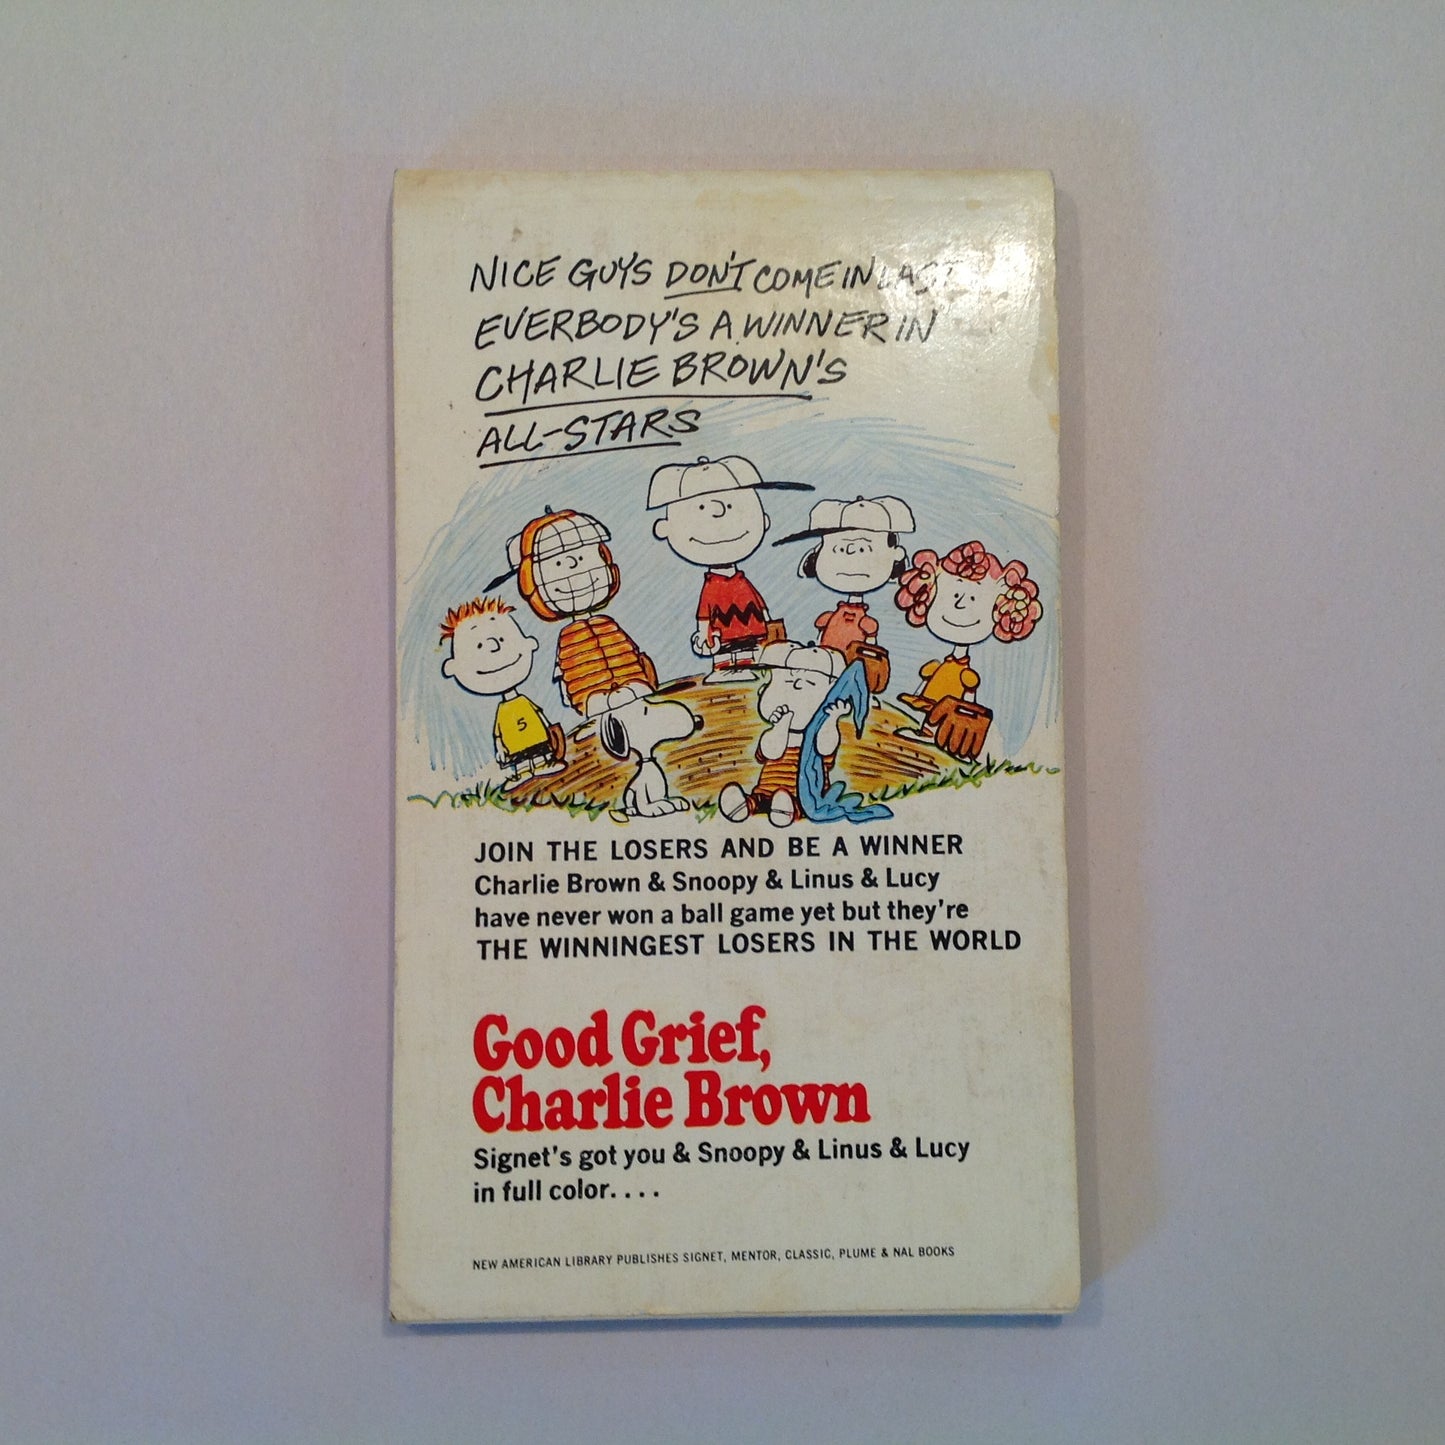 NICE GUYS DON'T COME IN LAST
EVERBODY'S A WINNER IN
CHARLIE BROWN'S
ALL-STARS
5
JOIN THE LOSERS AND BE A WINNER
Charlie Brown & Snoopy & Linus & Lucy
have never won a ball game yet but they're
THE WINNINGEST LOSERS IN THE WORLD
Good Grief,
Charlie Brown
Signet's got you & Snoopy & Linus & Lucy
in full color....
NEW AMERICAN LIBRARY PUBLISHES SIGNET, MENTOR, CLASSIC, PLUME & NAL BOOKS